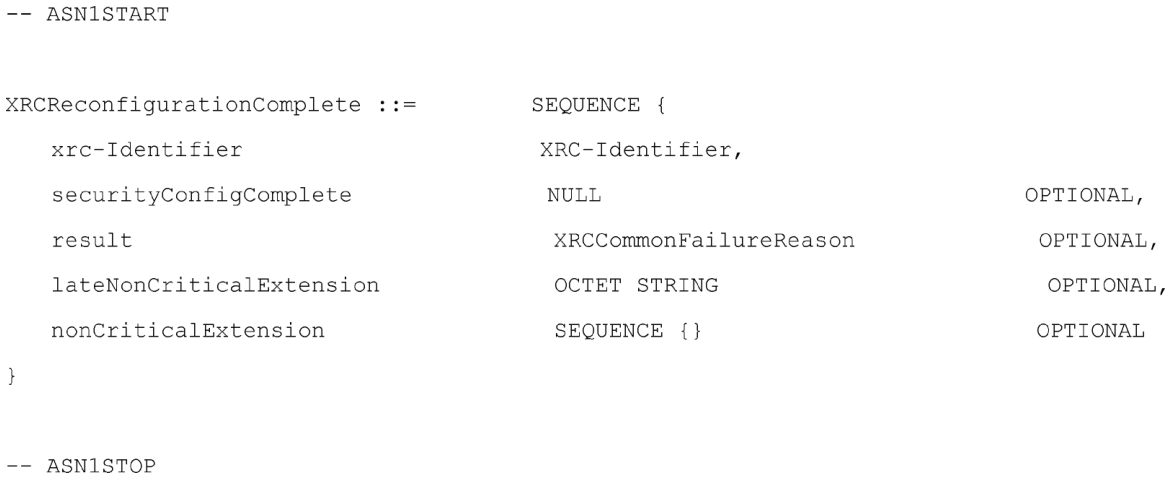 -- ASN1START
XRCReconfigurationComplete ::= SEQUENCE {
xrc-Identifier XRC-Identifier,
securityConfigComplete NULL OPTIONAL,
result XRCCommonFailureReason OPTIONAL,
lateNonCriticalExtension OCTET STRING OPTIONAL,
nonCriticalExtension SEQUENCE {} OPTIONAL
}
-- ASN1STOP